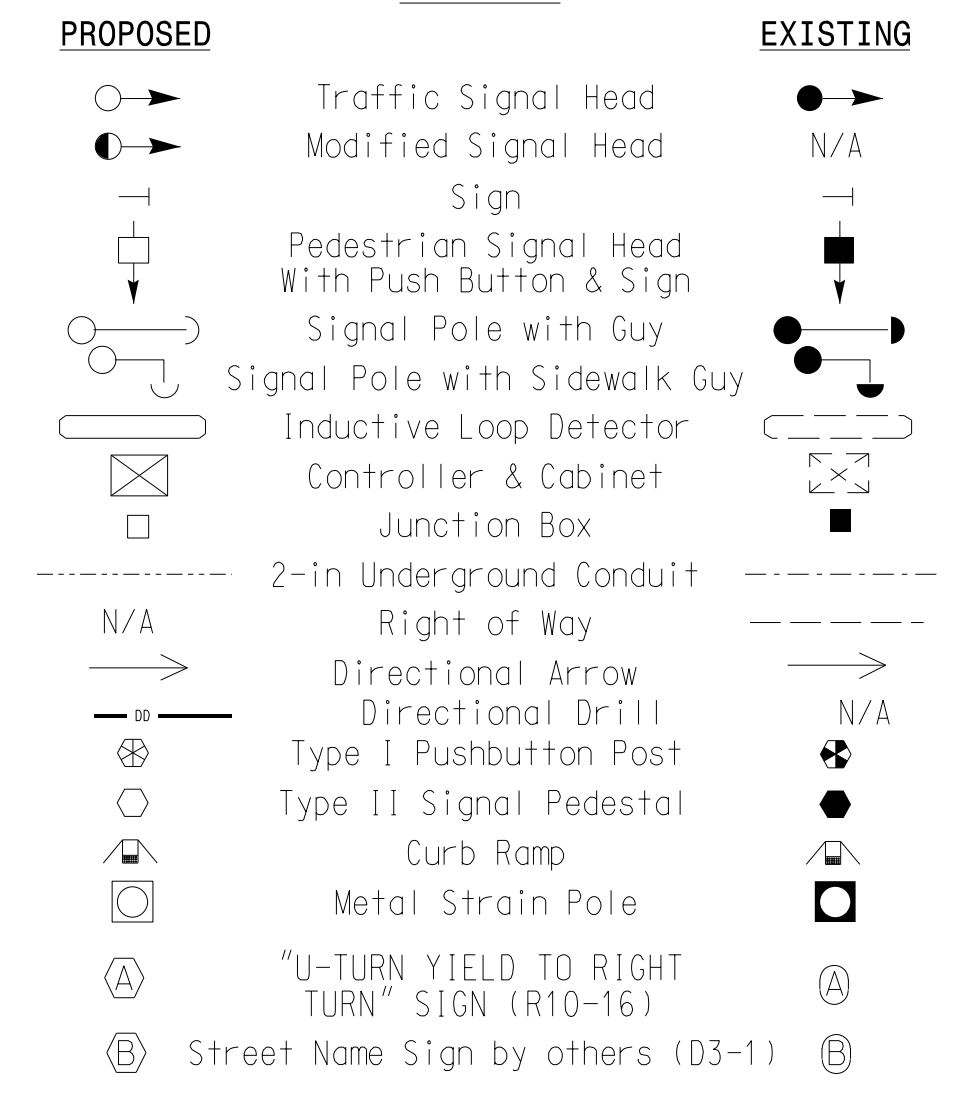 PROPOSED EXISTING
Traffic Signal Head
Modified Signal Head N/A
Sign
Pedestrian Signal Head
With Push Button & Sign
Signal Pole with Guy
Signal Pole with Sidewalk Guy
Inductive Loop Detector
Controller & Cabinet
Junction Box
2-in Underground Conduit
N/A Right of Way
Directional Arrow
DD Directional Drill N/A
Type I Pushbutton Post
Type II Signal Pedestal
Curb Ramp
Metal Strain Pole
A "U-TURN YIELD TO RIGHT A
TURN" SIGN (R10-16)
B Street Name Sign by others (D3-1) B